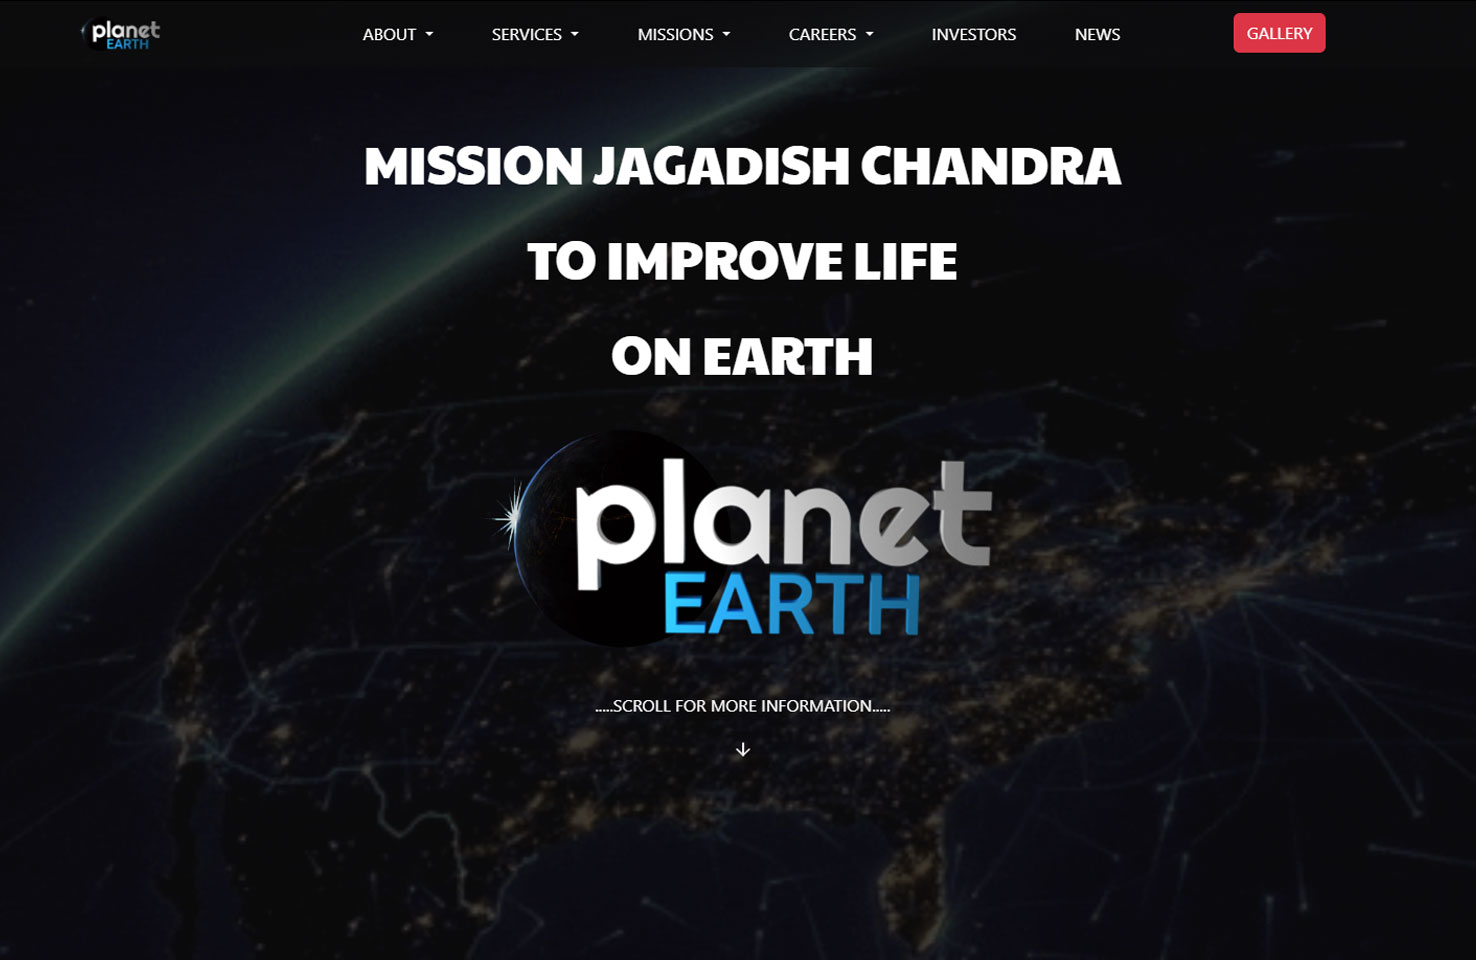 planet
EARTH
ABOUT
SERVICES
MISSIONS
CAREERS
INVESTORS
NEWS
GALLERY
MISSION JAGADISH CHANDRA
TO IMPROVE LIFE
ON EARTH
planet
EARTH
.....SCROLL FOR MORE INFORMATION.....